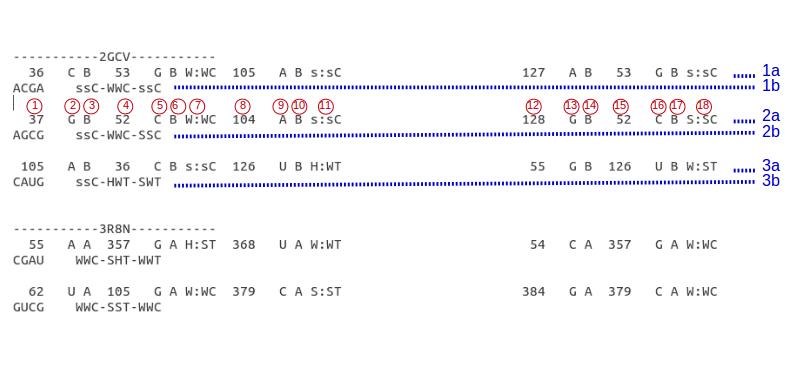 -----------2GCV-----------
36 C B 53 G B W:WC 105 A B s:sC 127 A B 53 G B s:sC 1a
ACGA ssC-WWC-ssC 1b
1 2 3 4 5 6 7 8 9 10 11 12 13 14 15 16 17 18
37 G B 52 C B W:WC 104 A B s:sC 128 G B 52 C B S:SC 2a
AGCG ssC-WWC-SSC 2b
105 A B 36 C B s:sC 126 U B H:WT 55 G B 126 U B W:ST 3a
CAUG ssC-HWT-SWT 3b
-----------3R8N-----------
55 A A 357 G A H:ST 368 U A W:WT 54 C A 357 G A W:WC
CGAU WWC-SHT-WWT
62 U A 105 G A W:WC 379 C A S:ST 384 G A 379 C A W:WC
GUCG WWC-SST-WWC